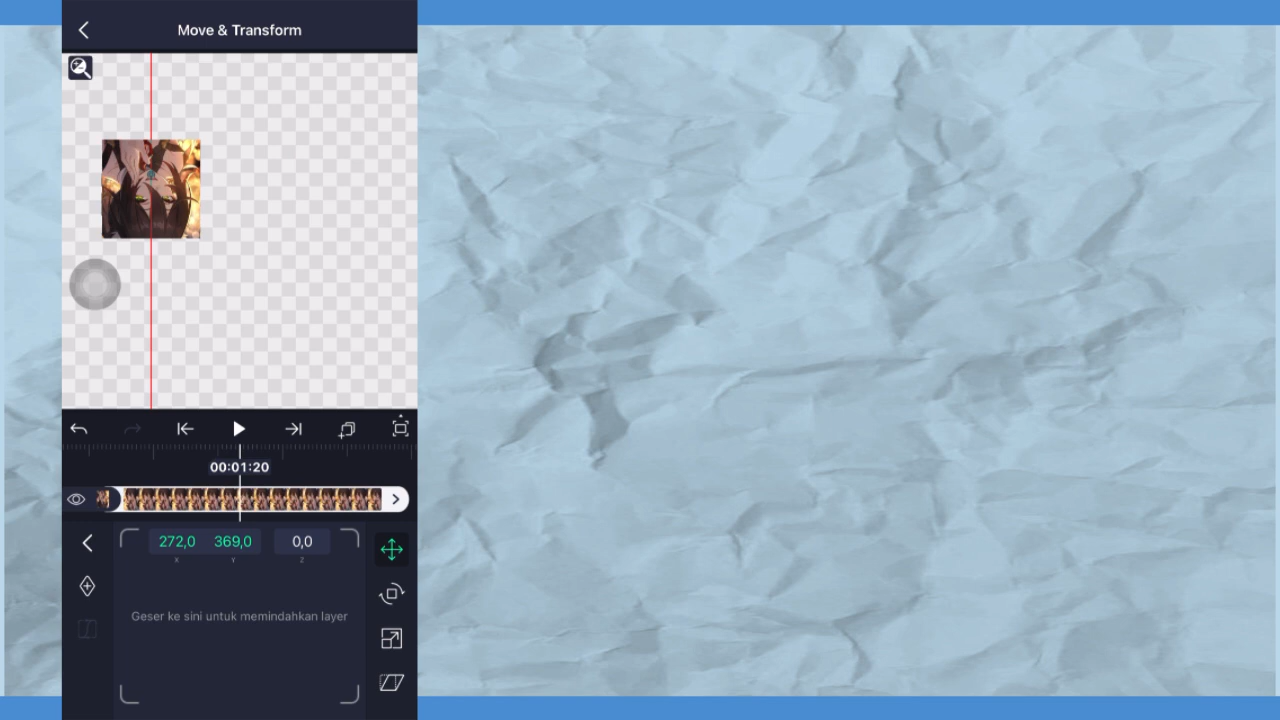 Move & Transform
00:01:20
272,0 369,0 0,0
X Y Z
Geser ke sini untuk memindahkan layer